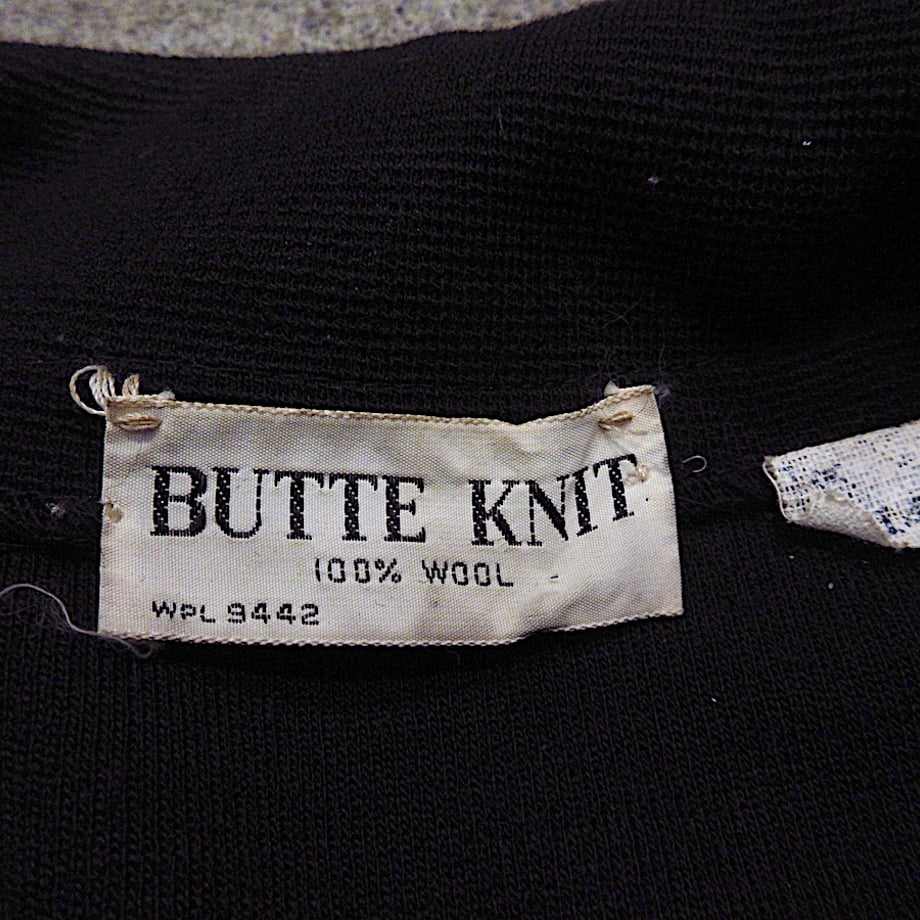 BUTTE KNIT
100% WOOL
WPL 9442